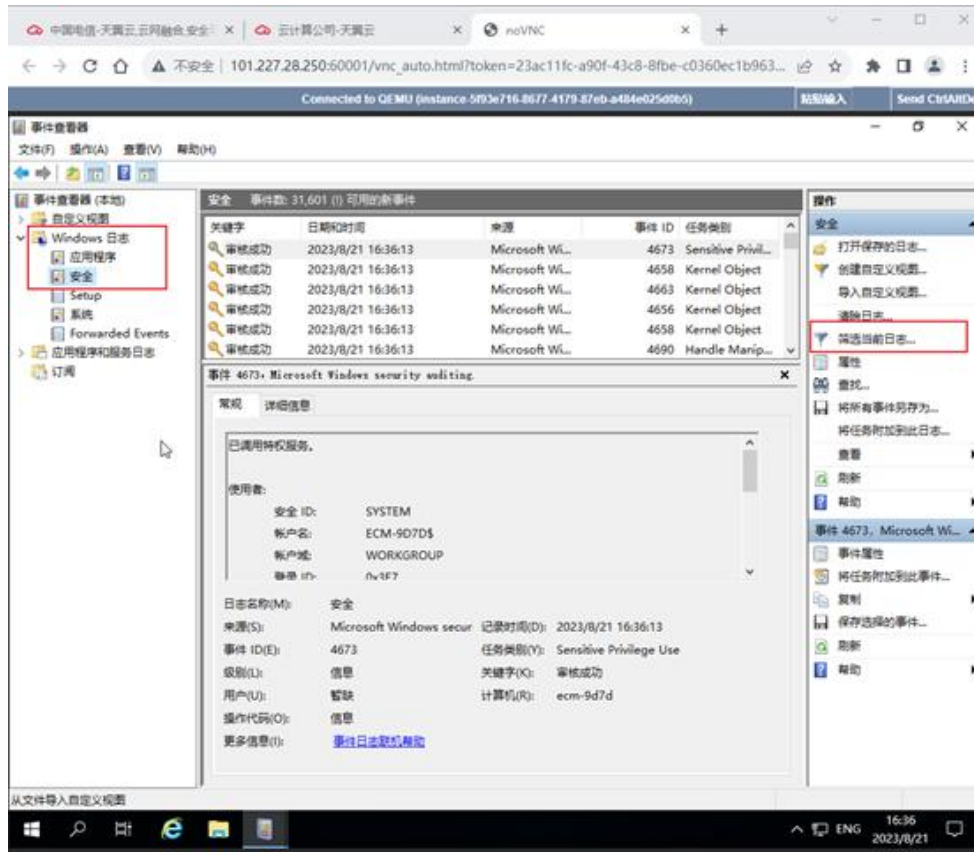 中国电信-天翼云,云网融合,安全
云计算公司-天翼云
noVNC
不安全 | 101.227.28.250:60001/vnc_auto.html?token=23ac11fc-a90f-43c8-8fbe-c0360ec1b963...
Connected to QEMU (instance-5f93e716-8677-4179-87eb-a484e025d0b5)
粘贴输入
Send CtrlAltDe
事件查看器
文件(F) 操作(A) 查看(V) 帮助(H)
事件查看器 (本地)
自定义视图
Windows 日志
应用程序
安全
Setup
系统
Forwarded Events
应用程序和服务日志
订阅
安全 事件数: 31,601 (!) 可用的新事件
关键字 日期和时间 来源 事件 ID 任务类别
审核成功 2023/8/21 16:36:13 Microsoft Wi... 4673 Sensitive Privil...
审核成功 2023/8/21 16:36:13 Microsoft Wi... 4658 Kernel Object
审核成功 2023/8/21 16:36:13 Microsoft Wi... 4663 Kernel Object
审核成功 2023/8/21 16:36:13 Microsoft Wi... 4656 Kernel Object
审核成功 2023/8/21 16:36:13 Microsoft Wi... 4658 Kernel Object
审核成功 2023/8/21 16:36:13 Microsoft Wi... 4690 Handle Manip...
事件 4673, Microsoft Windows security auditing.
常规 详细信息
已调用特权服务。
使用者:
安全 ID: SYSTEM
帐户名: ECM-9D7D$
帐户域: WORKGROUP
登录 ID: 0x3E7
日志名称(M): 安全
来源(S): Microsoft Windows secur 记录时间(D): 2023/8/21 16:36:13
事件 ID(E): 4673 任务类别(Y): Sensitive Privilege Use
级别(L): 信息 关键字(K): 审核成功
用户(U): 暂缺 计算机(R): ecm-9d7d
操作代码(O): 信息
更多信息(I): 事件日志联机帮助
操作
安全
打开保存的日志...
创建自定义视图...
导入自定义视图...
清除日志...
筛选当前日志...
属性
查找...
将所有事件另存为...
将任务附加到此日志...
查看
刷新
帮助
事件 4673, Microsoft Wi...
事件属性
将任务附加到此事件...
复制
保存选择的事件...
刷新
帮助
从文件导入自定义视图
ENG
16:36
2023/8/21